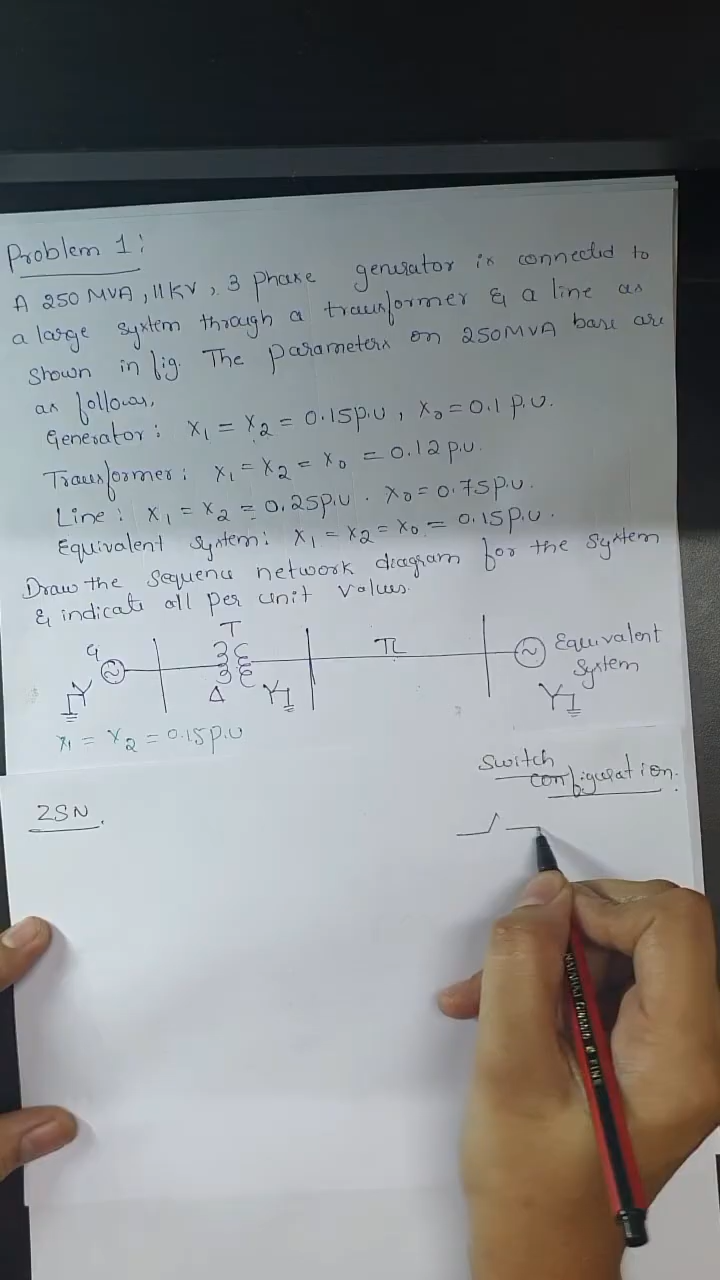 Problem 1:
A 250 MVA, 11KV, 3 phase generator is connected to
a large system through a transformer & a line as
shown in fig. The parameters on 250MVA base are
as follows,
Generator: X₁ = X₂ = 0.15p.u, X₀ = 0.1 p.u.
Transformer: X₁ = X₂ = X₀ = 0.12 p.u.
Line: X₁ = X₂ = 0.25p.u. X₀ = 0.75p.u.
Equivalent system: X₁ = X₂ = X₀ = 0.15p.u.
Draw the sequence network diagram for the system
& indicate all per unit values.
G T TL Equivalent
System
Δ
X₁ = X₂ = 0.15p.u
Switch
configuration.
ZSN.
NATARAJ
FINE